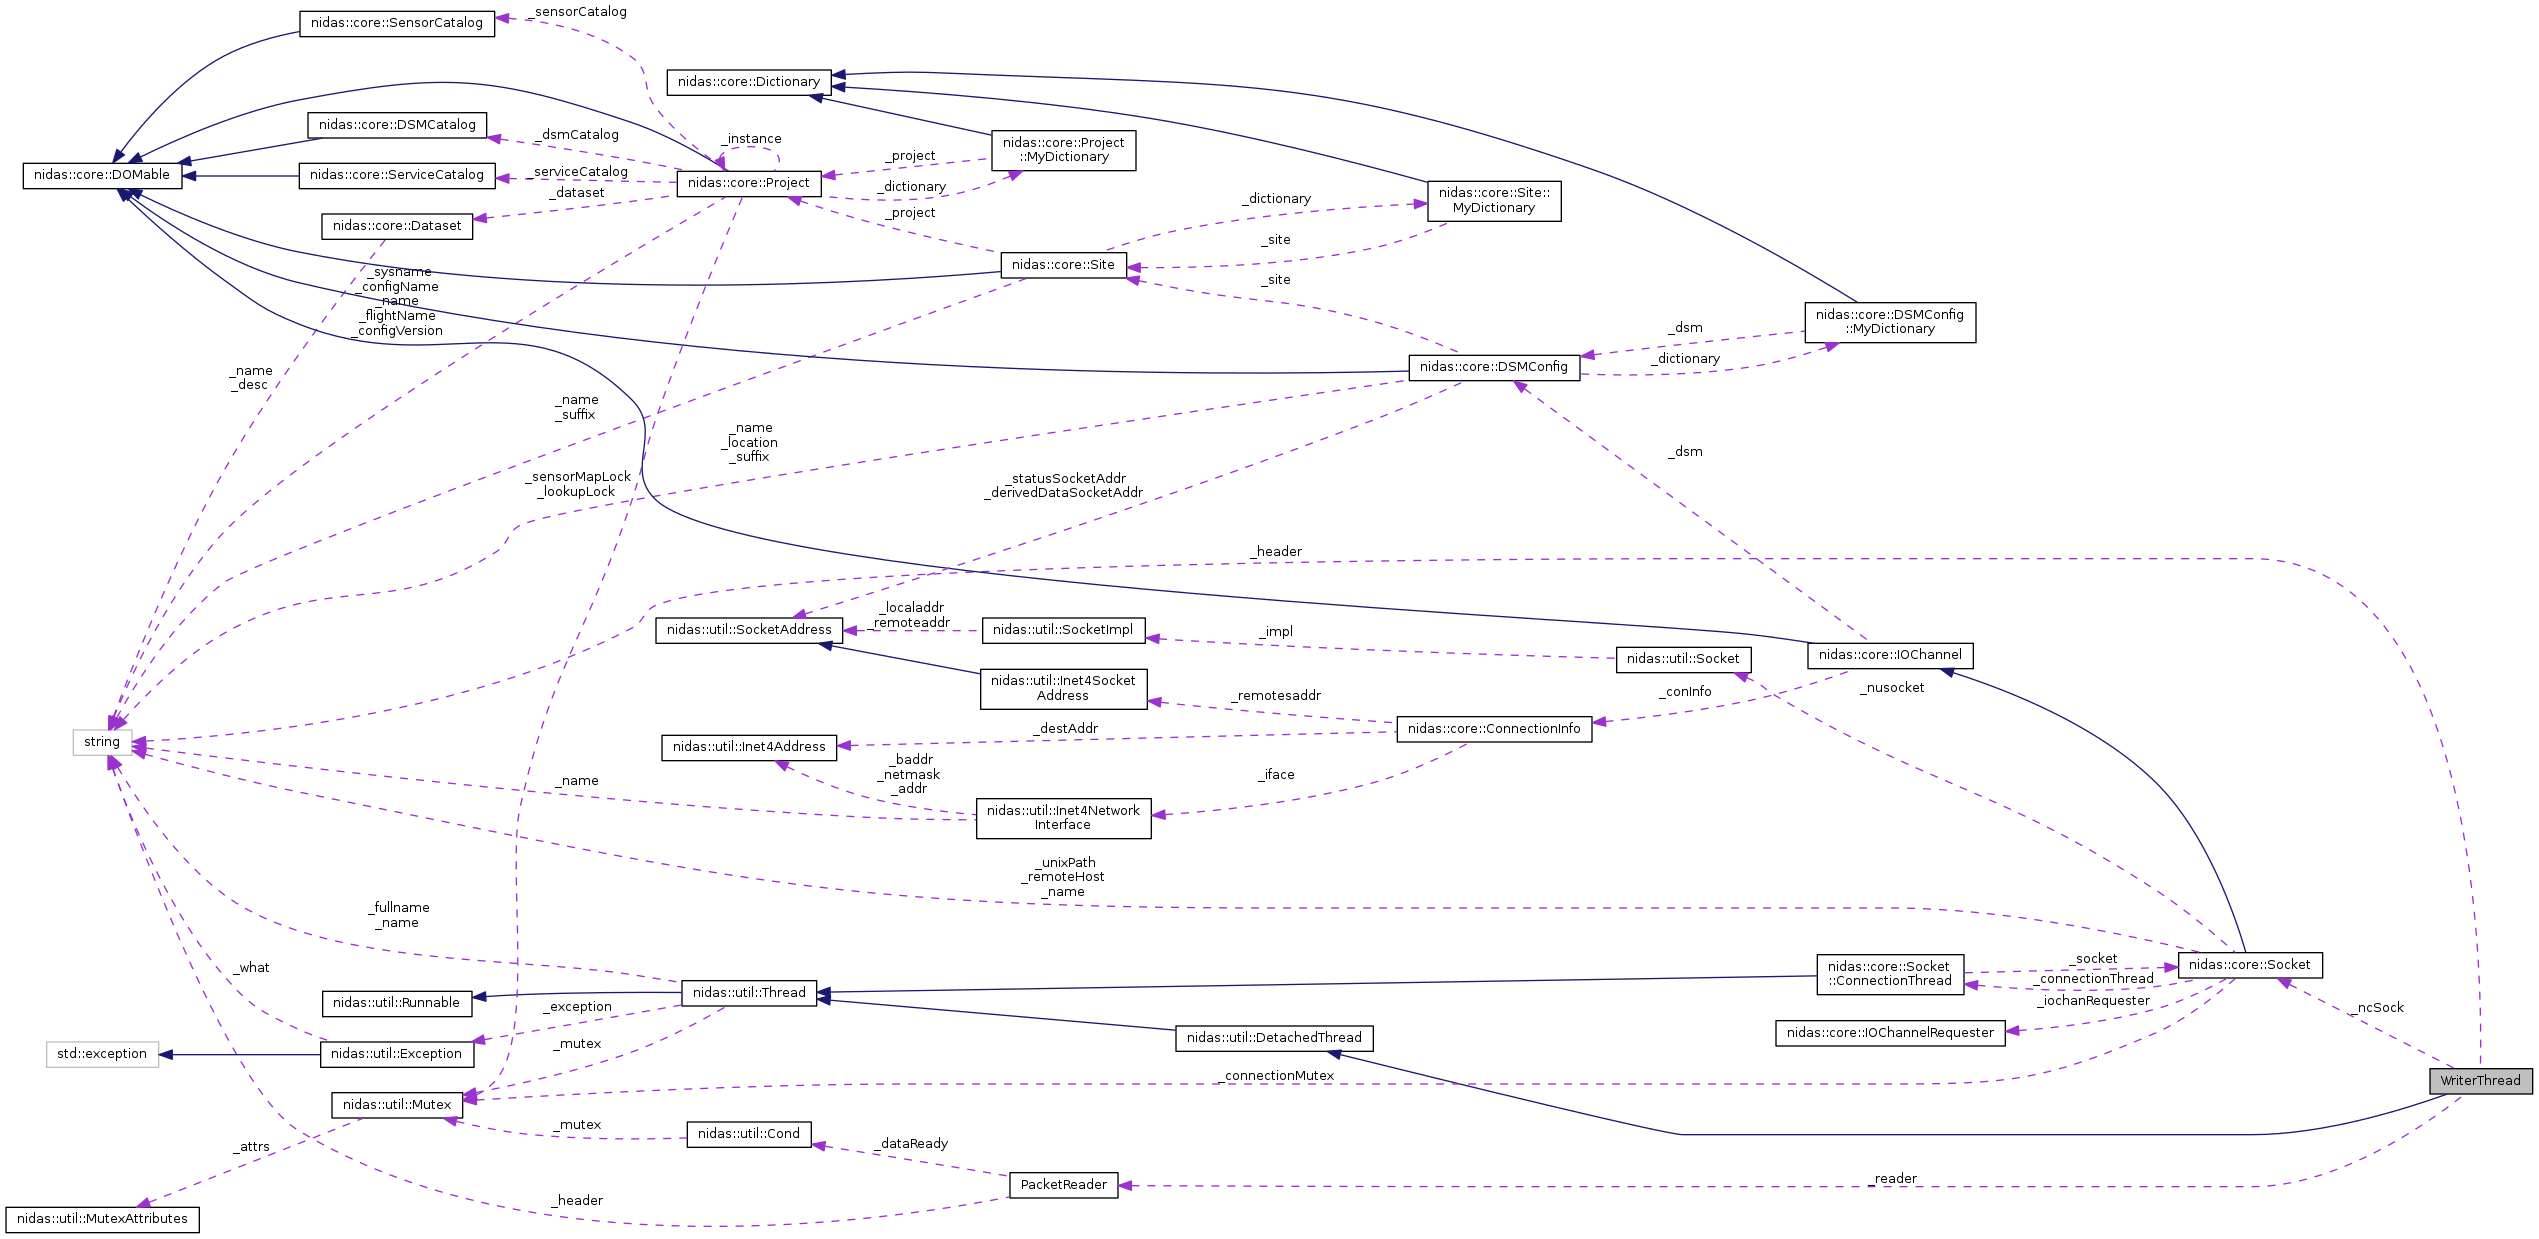 _sensorCatalog
nidas::core::SensorCatalog
nidas::core::Dictionary
nidas::core::DSMCatalog
_dsmCatalog
_instance
nidas::core::Project
::MyDictionary
_project
nidas::core::DOMable
nidas::core::ServiceCatalog
_serviceCatalog
nidas::core::Project
_dictionary
_dataset
nidas::core::Site::
MyDictionary
_dictionary
_project
nidas::core::Dataset
_site
nidas::core::Site
_sysname
_configName
_name
_flightName
_configVersion
_site
nidas::core::DSMConfig
::MyDictionary
_dsm
_dictionary
nidas::core::DSMConfig
_name
_desc
_name
_suffix
_name
_location
_suffix
_dsm
_sensorMapLock
_lookupLock
_statusSocketAddr
_derivedDataSocketAddr
_header
_localaddr
_remoteaddr
nidas::util::SocketAddress
nidas::util::SocketImpl
_impl
nidas::util::Socket
nidas::core::IOChannel
nidas::util::Inet4Socket
Address
_remotesaddr
_conInfo
_nusocket
string
nidas::util::Inet4Address
_destAddr
nidas::core::ConnectionInfo
_name
_baddr
_netmask
_addr
_iface
nidas::util::Inet4Network
Interface
_unixPath
_remoteHost
_name
_fullname
_name
_what
nidas::util::Thread
nidas::core::Socket
::ConnectionThread
_socket
_connectionThread
nidas::core::Socket
nidas::util::Runnable
_exception
_iochanRequester
_ncSock
nidas::core::IOChannelRequester
nidas::util::DetachedThread
_mutex
std::exception
nidas::util::Exception
_connectionMutex
WriterThread
nidas::util::Mutex
_mutex
nidas::util::Cond
_dataReady
_attrs
PacketReader
_reader
_header
nidas::util::MutexAttributes